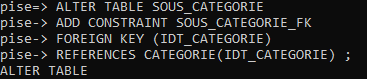 pise=> ALTER TABLE SOUS_CATEGORIE
pise-> ADD CONSTRAINT SOUS_CATEGORIE_FK
pise-> FOREIGN KEY (IDT_CATEGORIE)
pise-> REFERENCES CATEGORIE(IDT_CATEGORIE) ;
ALTER TABLE